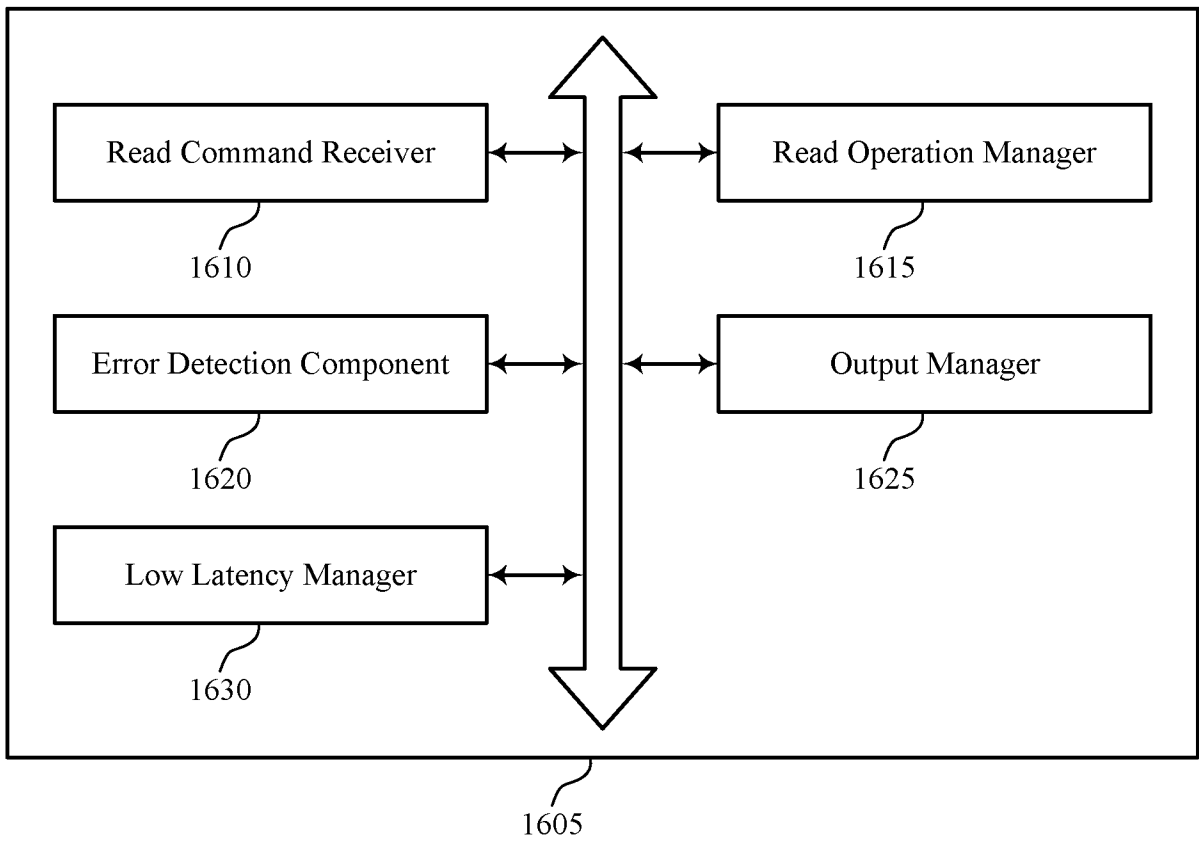 Read Command Receiver
Read Operation Manager
1610
1615
Error Detection Component
Output Manager
1620
1625
Low Latency Manager
1630
1605